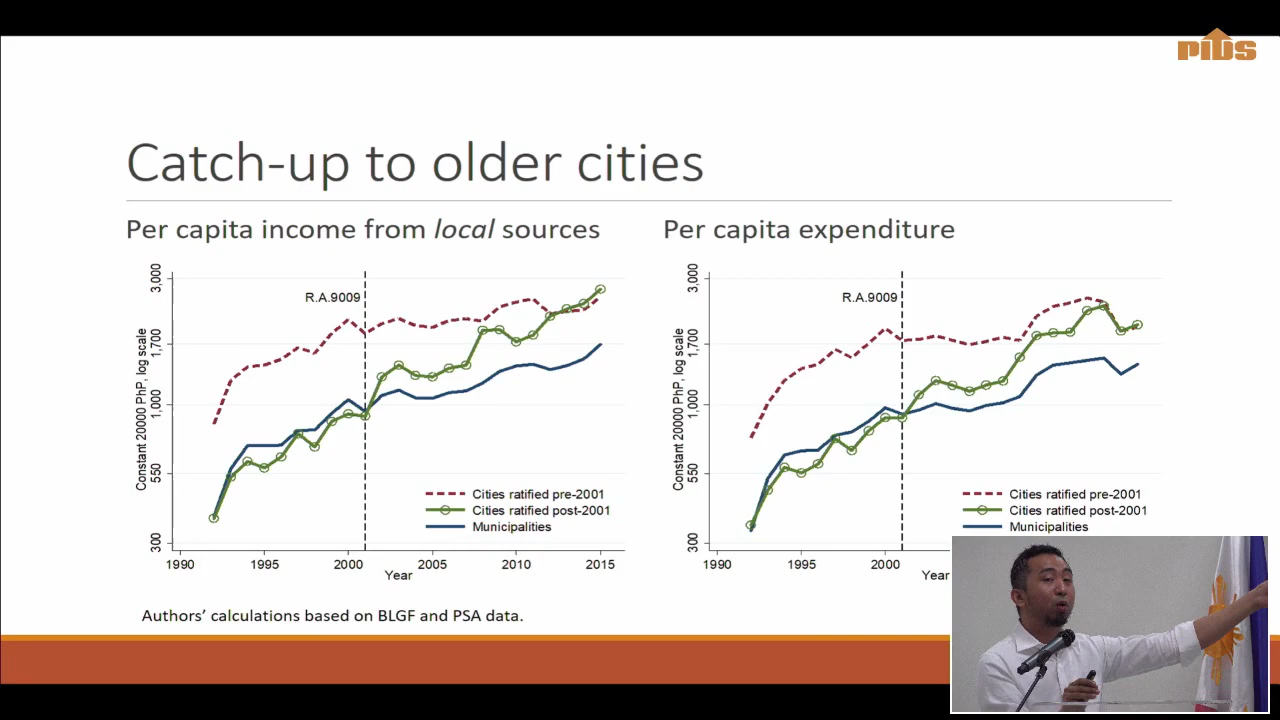 PIDS
Catch-up to older cities
Per capita income from local sources
Per capita expenditure
Constant 20000 PhP, log scale
3,000
1,700
1,000
550
300
R.A.9009
Cities ratified pre-2001
Cities ratified post-2001
Municipalities
1990 1995 2000 2005 2010 2015
Year
Constant 20000 PhP, log scale
3,000
1,700
1,000
550
300
R.A.9009
Cities ratified pre-2001
Cities ratified post-2001
Municipalities
1990 1995 2000
Year
Authors' calculations based on BLGF and PSA data.